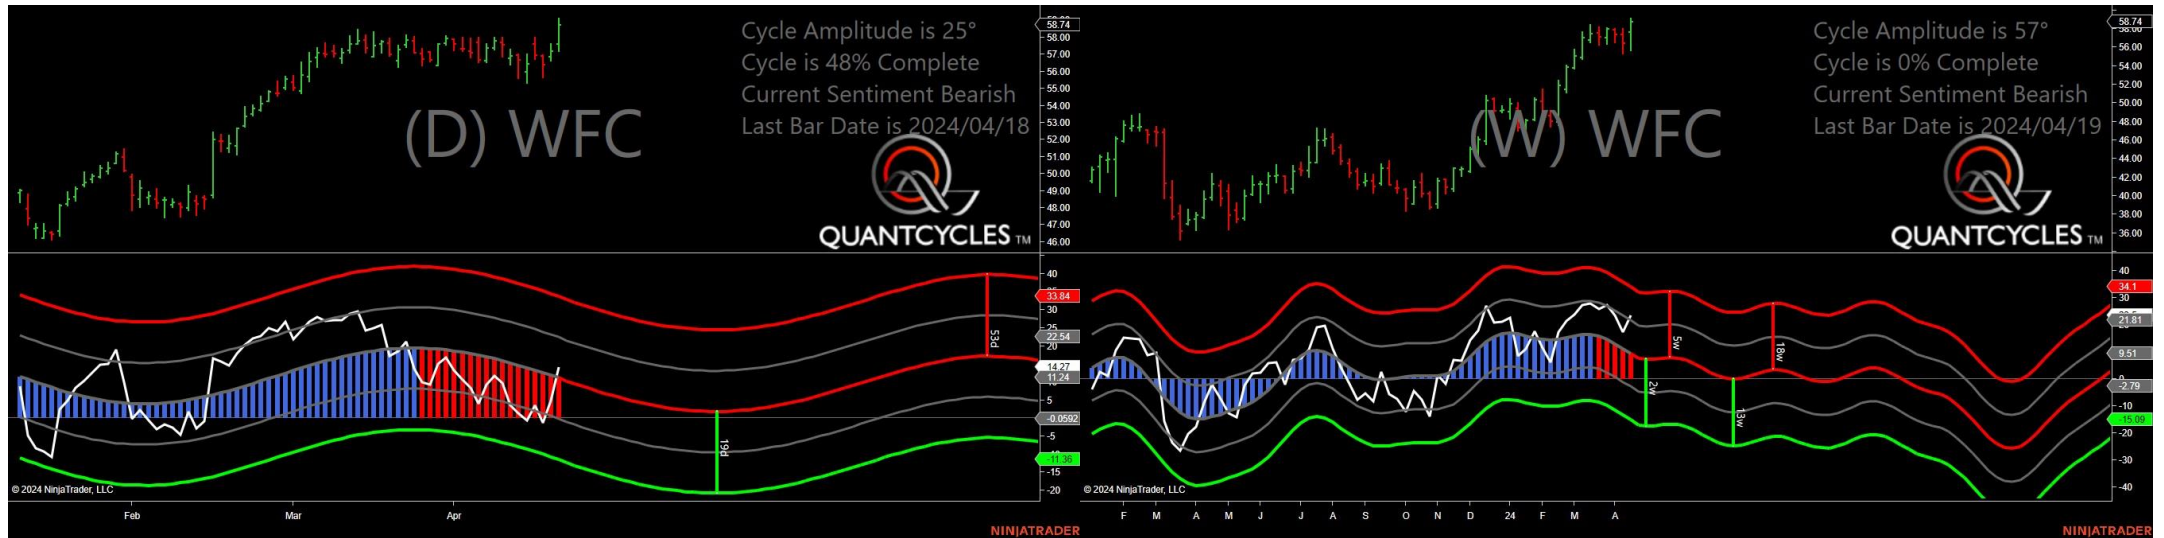 Cycle Amplitude is 25°
Cycle is 48% Complete
Current Sentiment Bearish
Last Bar Date is 2024/04/18
(D) WFC
QUANTCYCLES TM
58.74
58.00
57.00
56.00
55.00
54.00
53.00
52.00
51.00
50.00
49.00
48.00
47.00
46.00
40
33.84
30
25
22.54
20
14.27
11.24
5
-0.0592
-5
-11.36
-15
-20
53d
19d
© 2024 NinjaTrader, LLC
Feb Mar Apr
NINJATRADER
Cycle Amplitude is 57°
Cycle is 0% Complete
Current Sentiment Bearish
Last Bar Date is 2024/04/19
(W) WFC
QUANTCYCLES TM
58.74
58.00
56.00
54.00
52.00
50.00
48.00
46.00
44.00
42.00
40.00
38.00
36.00
40
34.1
30
21.81
9.51
0
-2.79
-10
-15.09
-20
-30
-40
5w
18w
2w
13w
© 2024 NinjaTrader, LLC
F M A M J J A S O N D 24 F M A
NINJATRADER